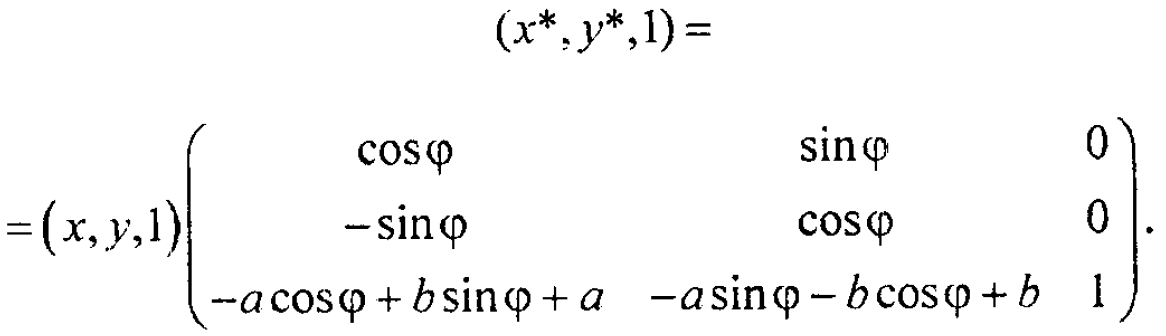 (x*, y*, 1) =
= (x, y, 1) ( cosφ sinφ 0
−sinφ cosφ 0
−a cosφ + b sinφ + a −a sinφ − b cosφ + b 1 ).